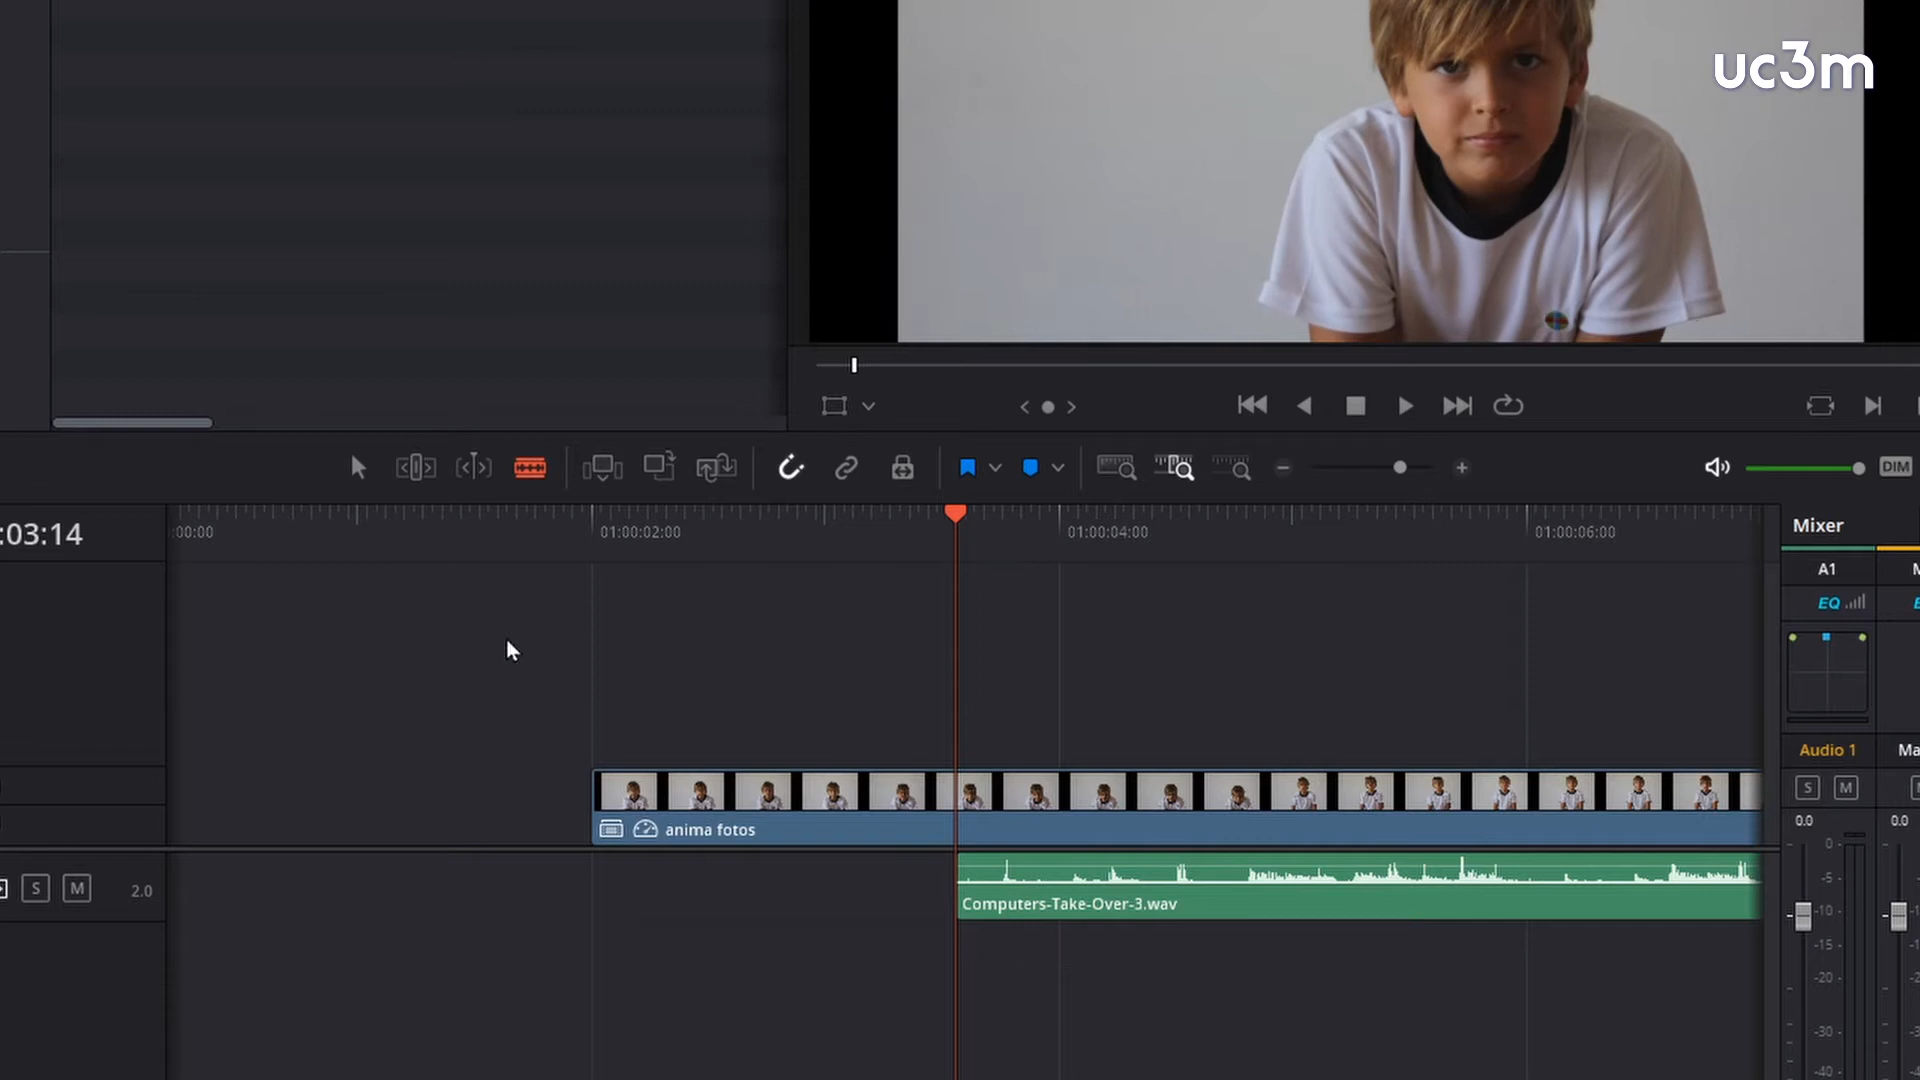 uc3m
:03:14
:00:00
01:00:02:00
01:00:04:00
01:00:06:00
DIM
Mixer
A1
EQ
Audio 1
Ma
S M
0.0
0.0
0
-5
-10
-15
-20
-30
-40
anima fotos
S M 2.0
Computers-Take-Over-3.wav